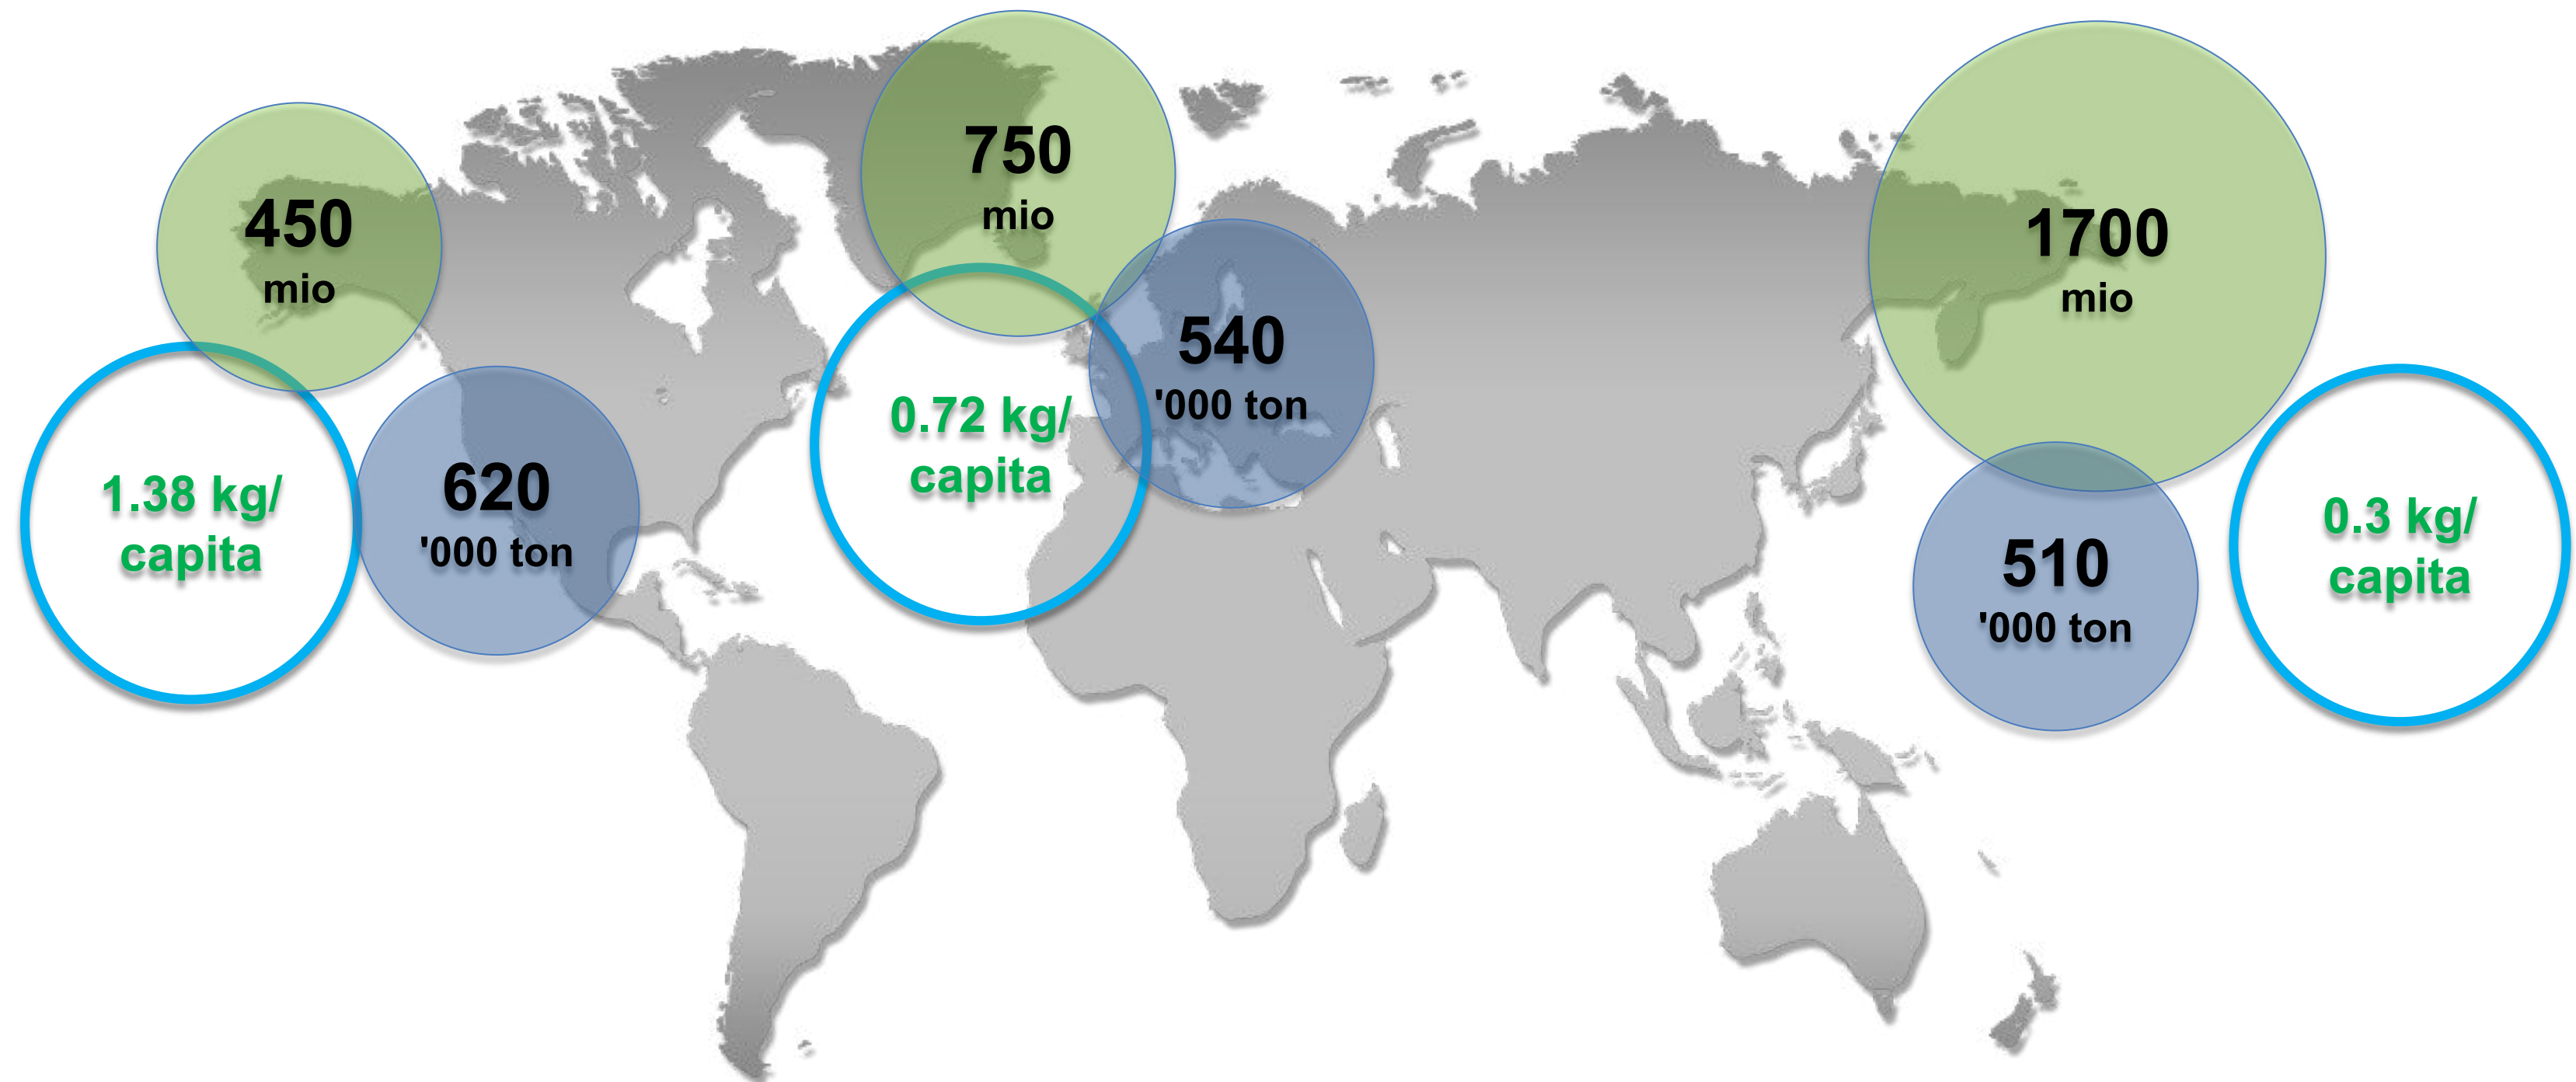 450
mio
1.38 kg/
capita
620
'000 ton
750
mio
0.72 kg/
capita
540
'000 ton
1700
mio
510
'000 ton
0.3 kg/
capita